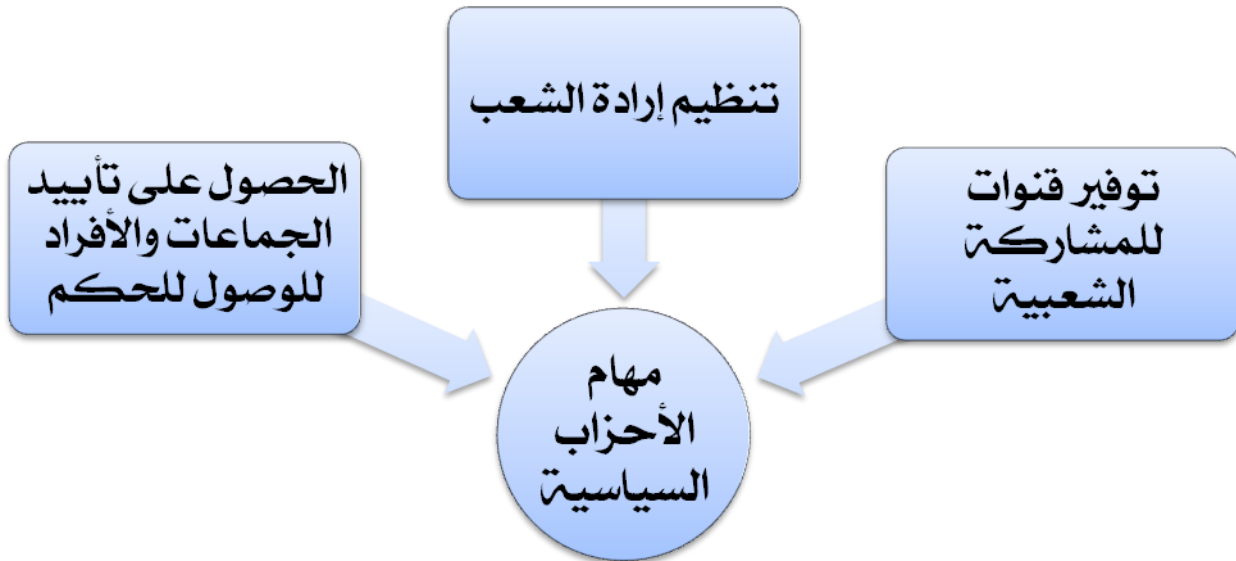 تنظيم إرادة الشعب
توفير قنوات
للمشاركة
الشعبية
الحصول على تأييد
الجماعات والأفراد
للوصول للحكم
مهام
الأحزاب
السياسية